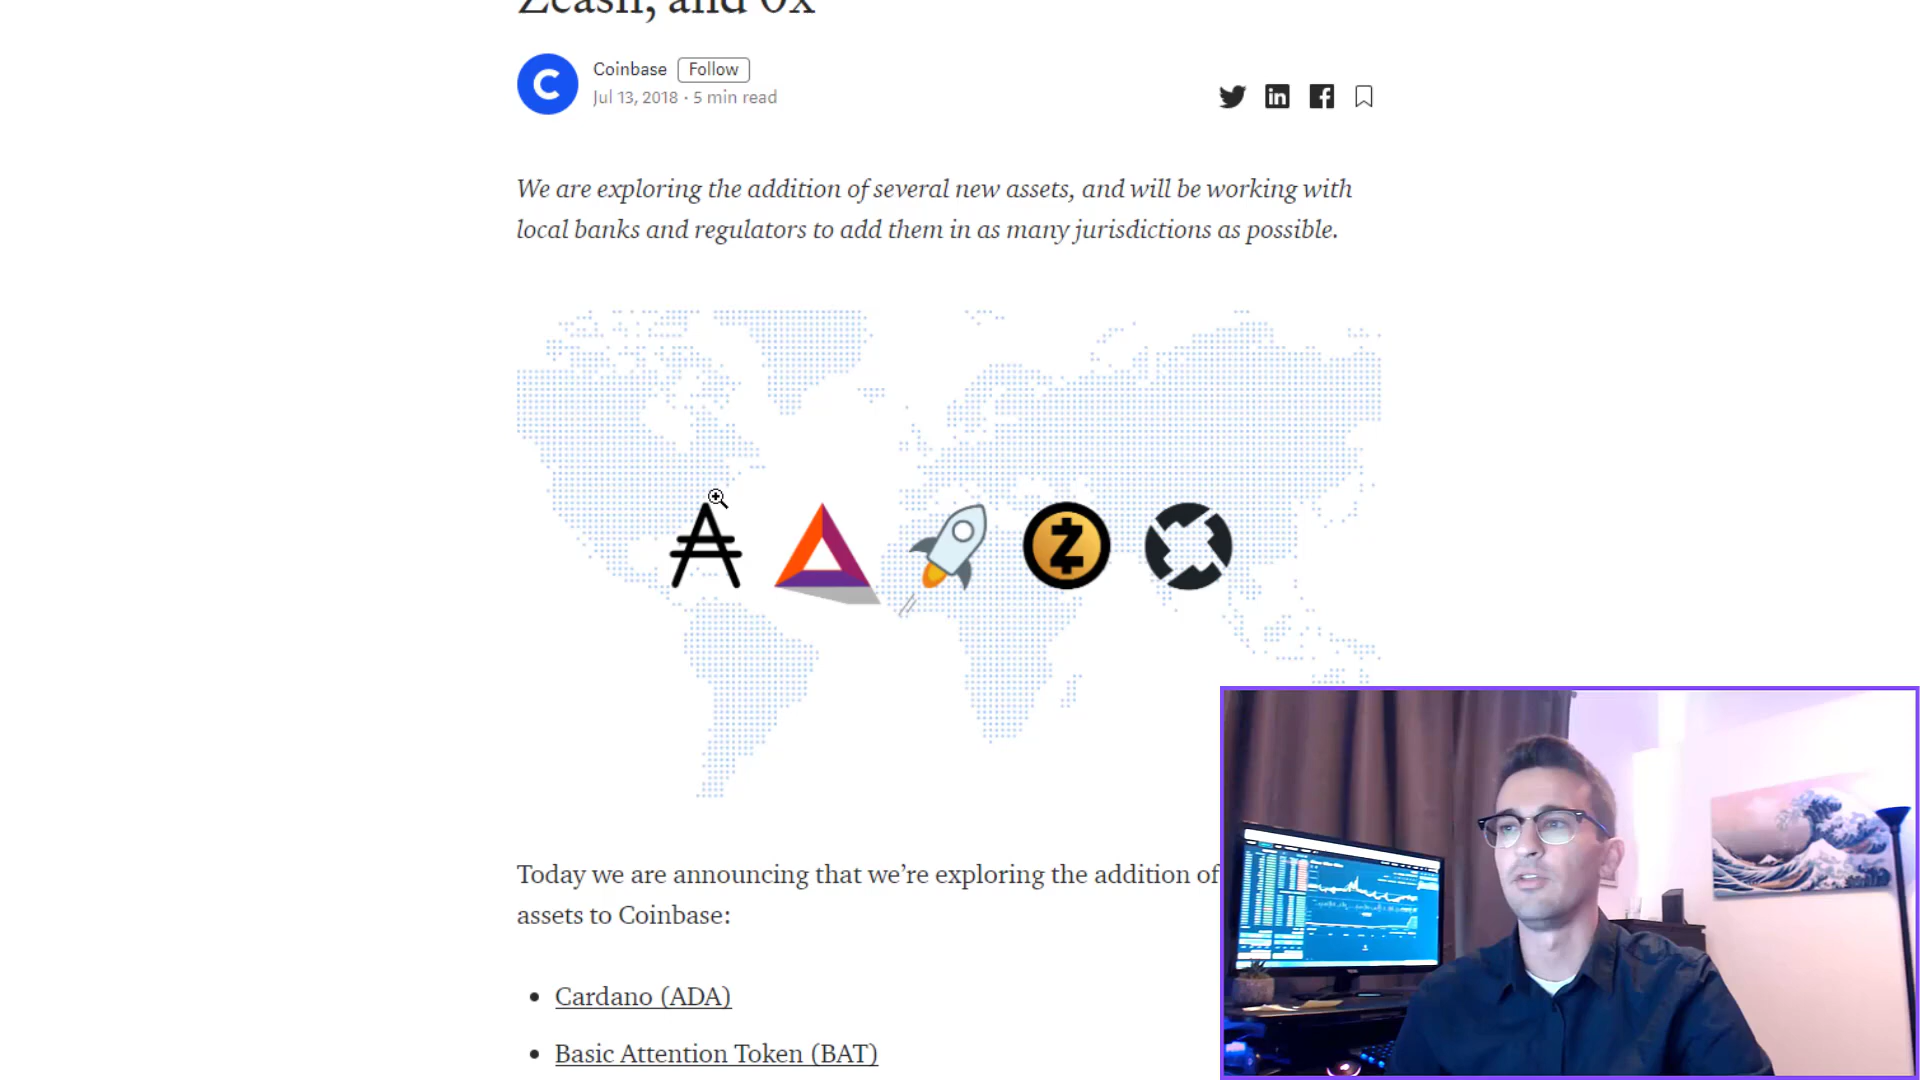 Zcash, and 0x
Coinbase Follow
Jul 13, 2018 · 5 min read
We are exploring the addition of several new assets, and will be working with
local banks and regulators to add them in as many jurisdictions as possible.
Today we are announcing that we’re exploring the addition of
assets to Coinbase:
• Cardano (ADA)
• Basic Attention Token (BAT)